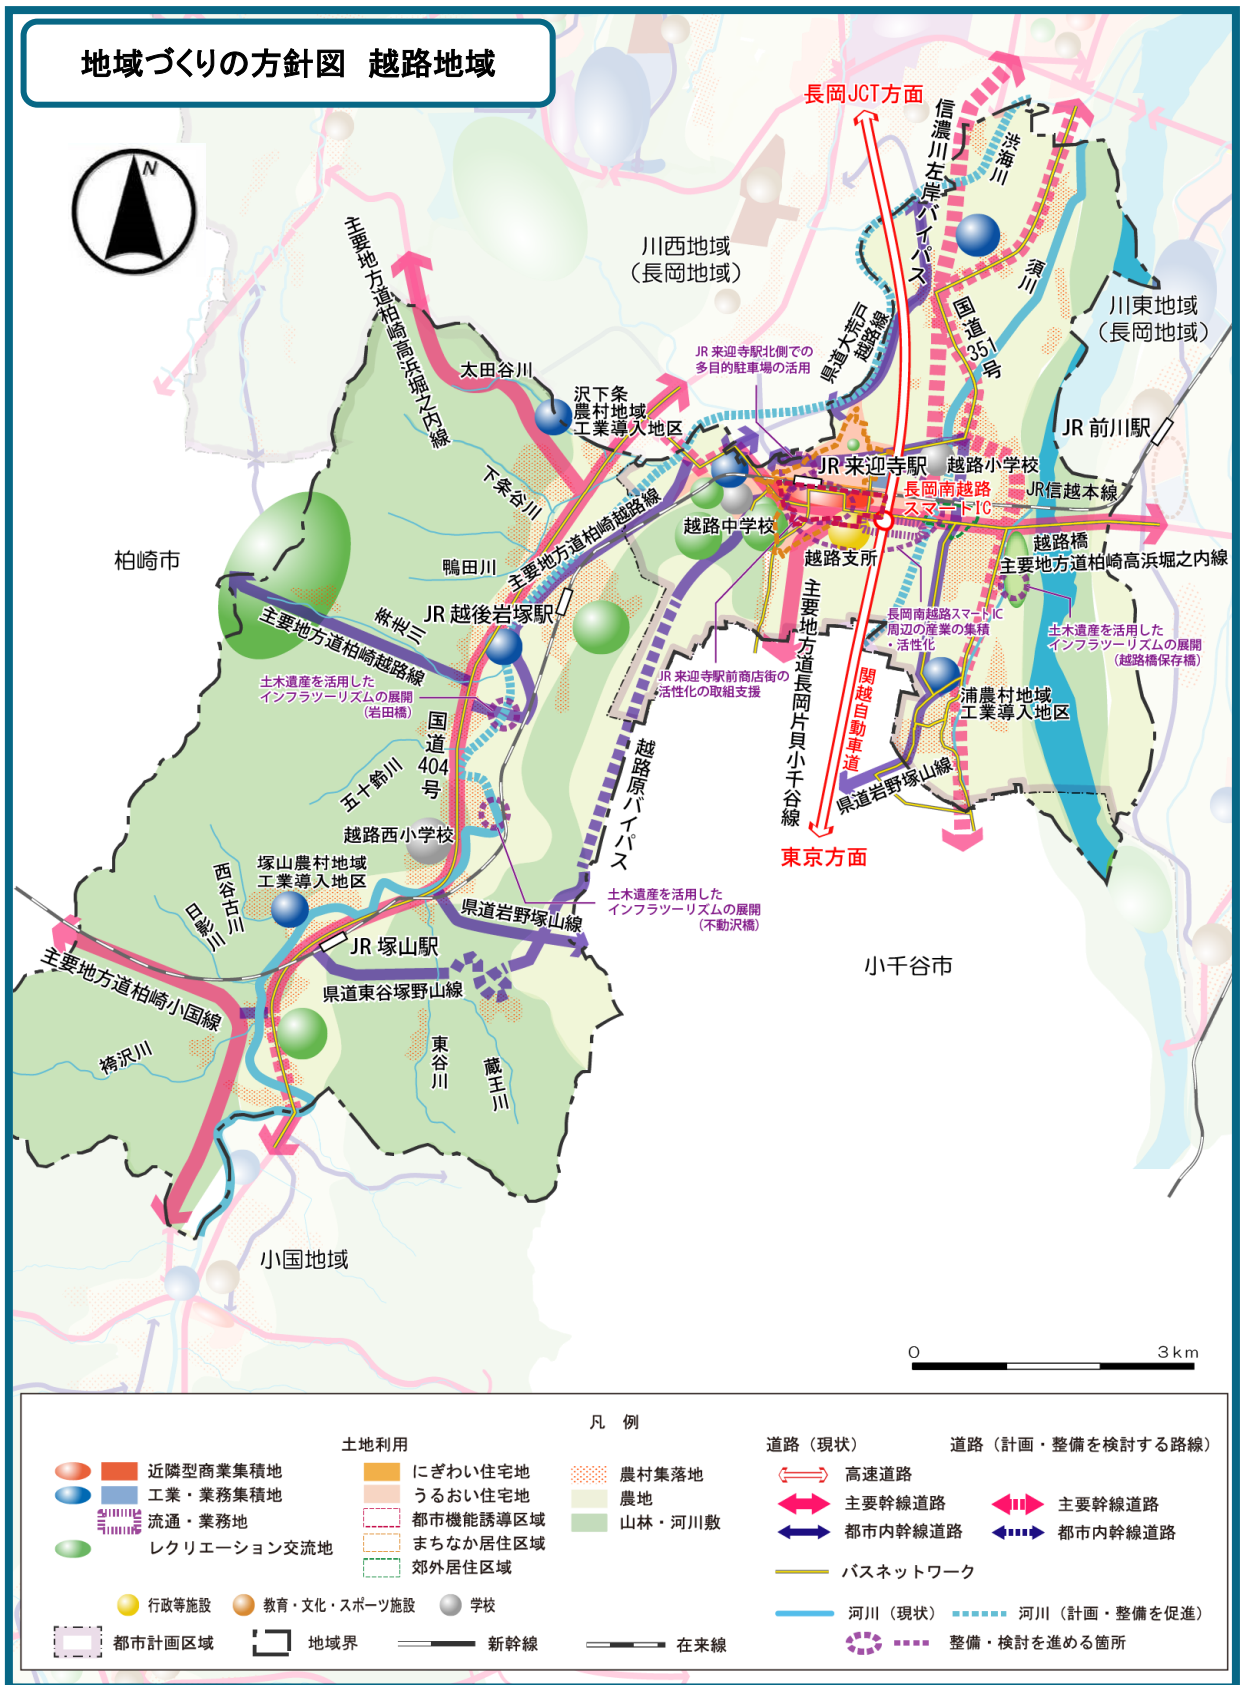 地域づくりの方針図 越路地域
N
長岡JCT方面
信濃川左岸バイパス
渋海川
主要地方道柏崎高浜堀之内線
川西地域
(長岡地域)
須川
川東地域
(長岡地域)
国道351号
県道大荒戸
越路線
JR 来迎寺駅北側での
多目的駐車場の活用
太田谷川
沢下条
農村地域
工業導入地区
JR 前川駅
JR 来迎寺駅
越路小学校
長岡南越路
スマートIC
JR信越本線
下条谷川
主要地方道柏崎越路線
越路中学校
越路橋
越路支所
主要地方道柏崎高浜堀之内線
柏崎市
鴨田川
JR 越後岩塚駅
主要地方道柏崎越路線
長岡南越路スマートIC
周辺の産業の集積
・活性化
土木遺産を活用した
インフラツーリズムの展開
(越路橋保存橋)
主要地方道長岡片貝小千谷線
JR 来迎寺駅前商店街の
活性化の取組支援
関越自動車道
土木遺産を活用した
インフラツーリズムの展開
(岩田橋)
浦農村地域
工業導入地区
国道404号
越路原バイパス
五十鈴川
県道岩野塚山線
越路西小学校
東京方面
塚山農村地域
工業導入地区
西谷古川
日影川
土木遺産を活用した
インフラツーリズムの展開
(不動沢橋)
県道岩野塚山線
JR 塚山駅
主要地方道柏崎小国線
県道東谷塚野山線
小千谷市
袴沢川
東谷川
蔵王川
小国地域
0 3km
凡 例
土地利用
道路(現状)
道路(計画・整備を検討する路線)
近隣型商業集積地
にぎわい住宅地
農村集落地
高速道路
工業・業務集積地
うるおい住宅地
農地
主要幹線道路
主要幹線道路
流通・業務地
都市機能誘導区域
山林・河川敷
都市内幹線道路
都市内幹線道路
レクリエーション交流地
まちなか居住区域
郊外居住区域
バスネットワーク
行政等施設
教育・文化・スポーツ施設
学校
河川(現状)
河川(計画・整備を促進)
都市計画区域
地域界
新幹線
在来線
整備・検討を進める箇所